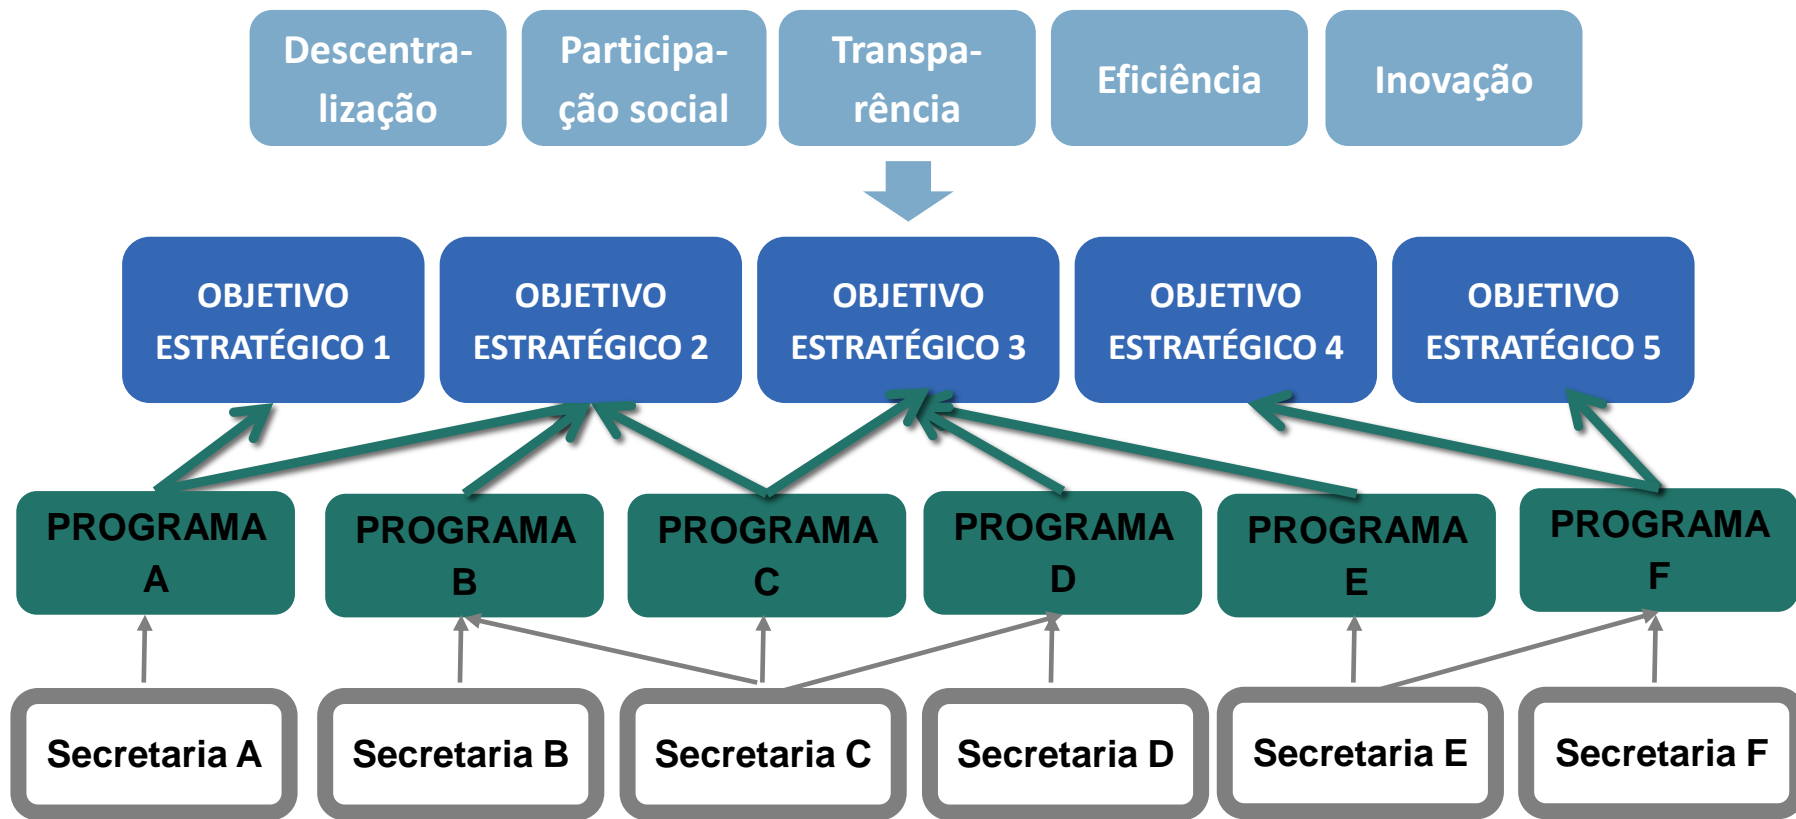 Descentra-
lização
Participa-
ção social
Transpa-
rência
Eficiência
Inovação
OBJETIVO
ESTRATÉGICO 1
OBJETIVO
ESTRATÉGICO 2
OBJETIVO
ESTRATÉGICO 3
OBJETIVO
ESTRATÉGICO 4
OBJETIVO
ESTRATÉGICO 5
PROGRAMA
A
PROGRAMA
B
PROGRAMA
C
PROGRAMA
D
PROGRAMA
E
PROGRAMA
F
Secretaria A
Secretaria B
Secretaria C
Secretaria D
Secretaria E
Secretaria F